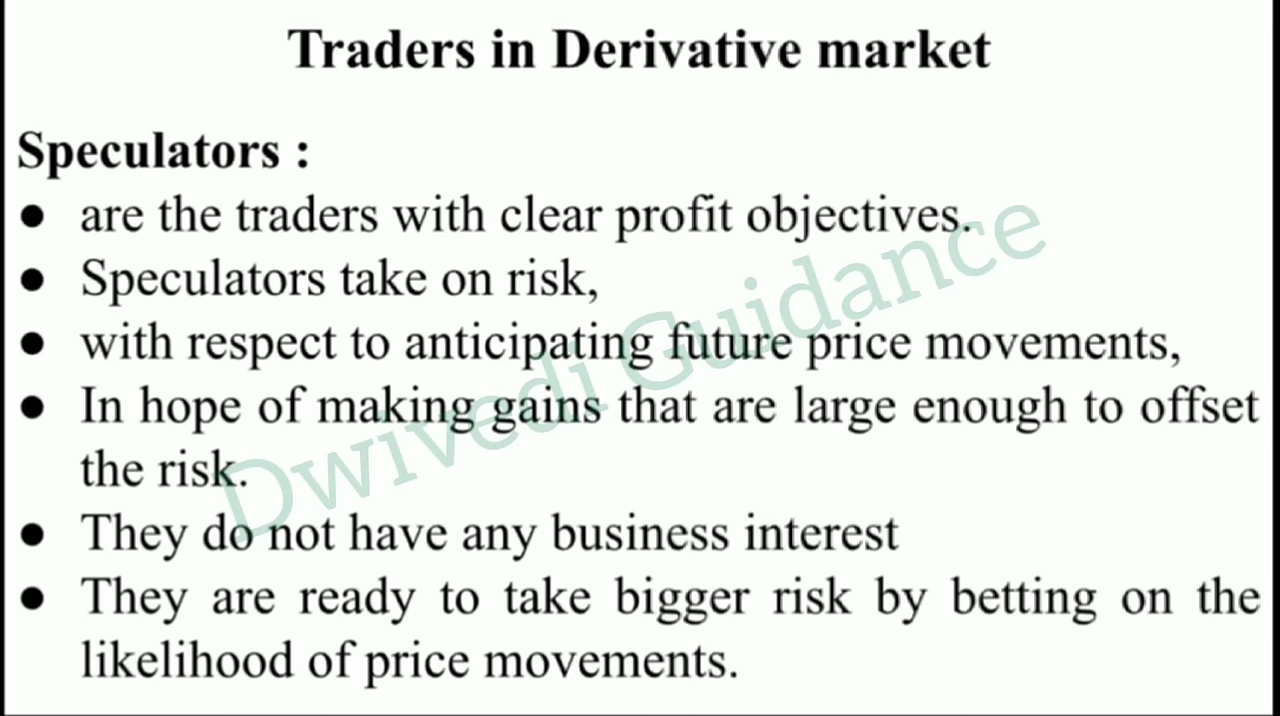 Traders in Derivative market
Speculators :
● are the traders with clear profit objectives.
● Speculators take on risk,
● with respect to anticipating future price movements,
● In hope of making gains that are large enough to offset
the risk.
● They do not have any business interest
● They are ready to take bigger risk by betting on the
likelihood of price movements.
Dwivedi Guidance